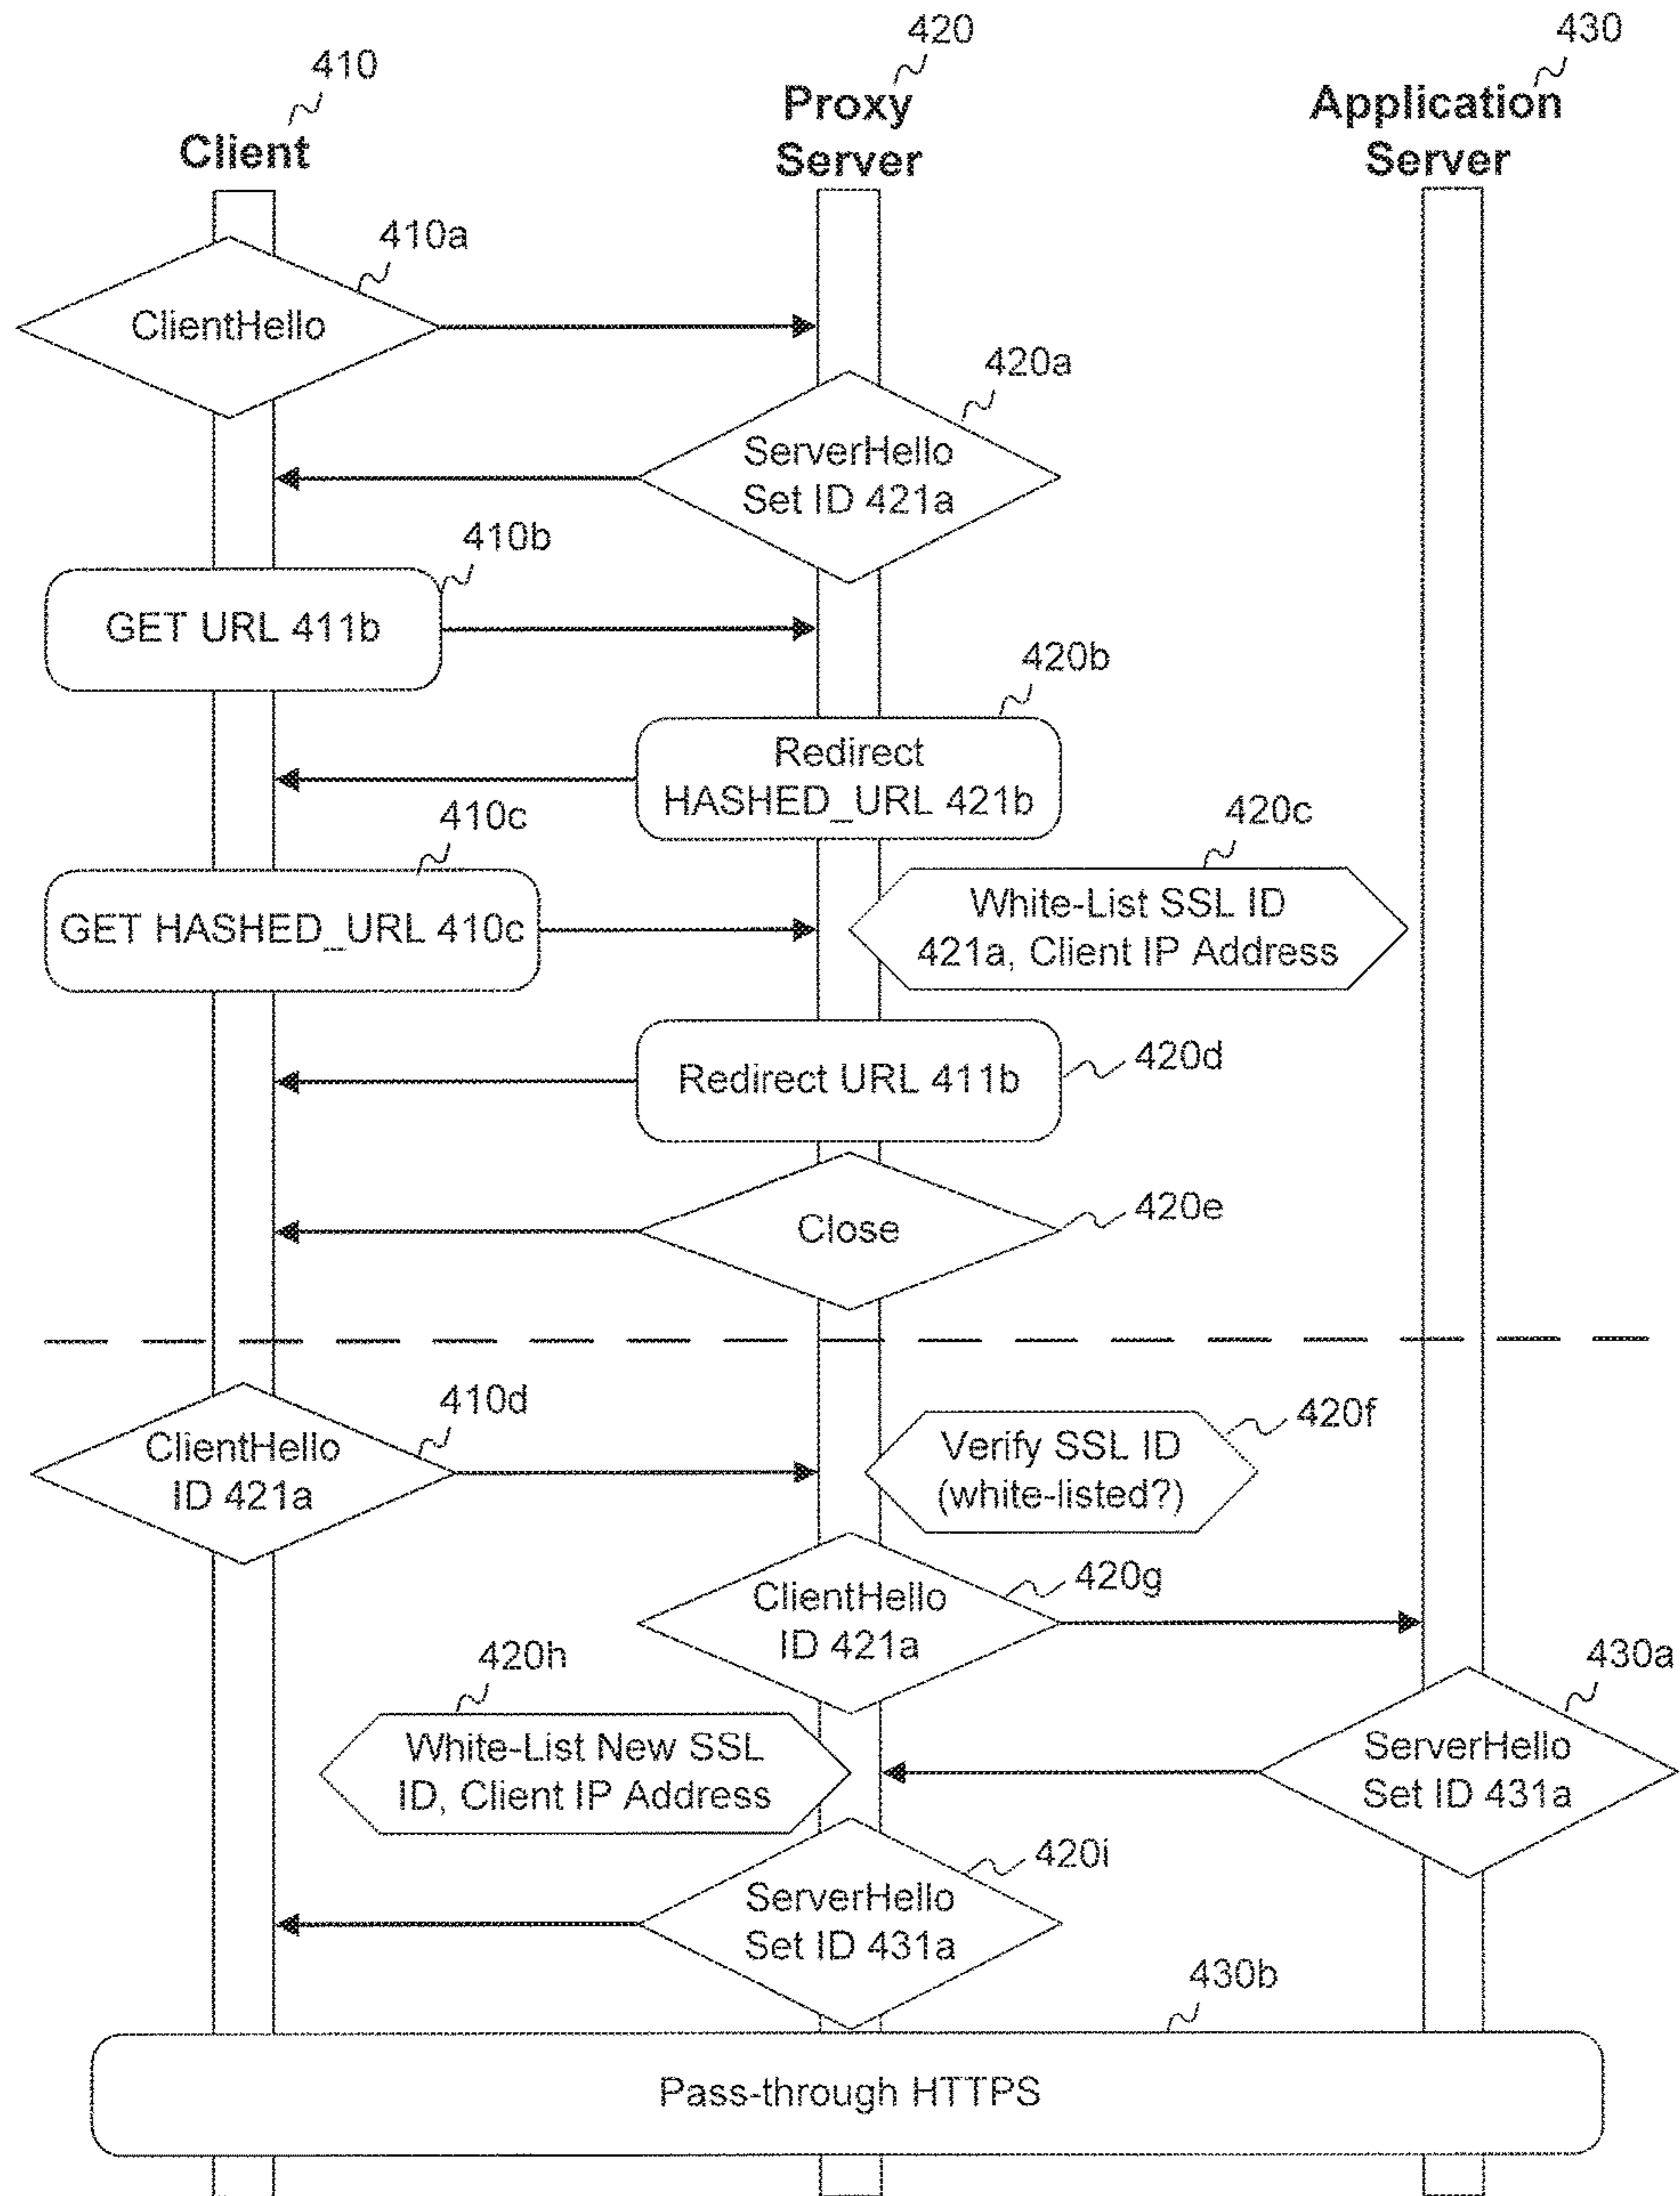 420
430
410
Proxy
Server
Application
Server
Client
410a
ClientHello
420a
ServerHello
Set ID 421a
410b
GET URL 411b
420b
Redirect
HASHED_URL 421b
410c
420c
GET HASHED_URL 410c
White-List SSL ID
421a, Client IP Address
Redirect URL 411b
420d
Close
420e
410d
ClientHello
ID 421a
420f
Verify SSL ID
(white-listed?)
ClientHello
ID 421a
420g
420h
White-List New SSL
ID, Client IP Address
430a
ServerHello
Set ID 431a
420i
ServerHello
Set ID 431a
430b
Pass-through HTTPS